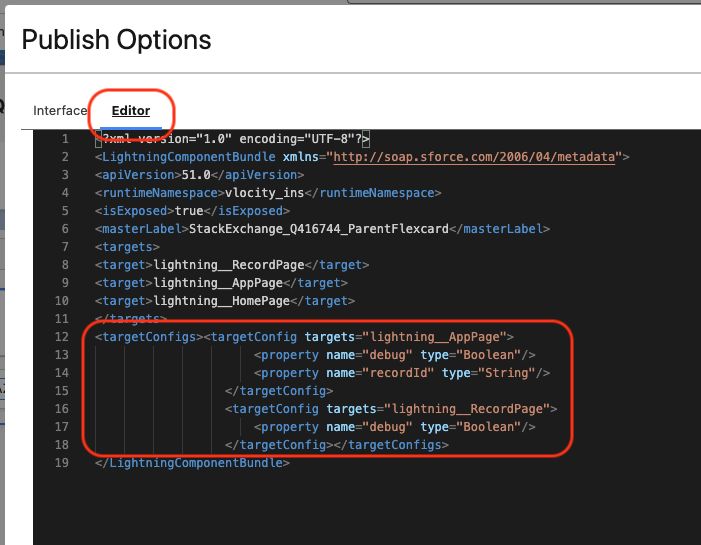 Publish Options
Interface Editor
1 <?xml version="1.0" encoding="UTF-8"?>
2 <LightningComponentBundle xmlns="http://soap.sforce.com/2006/04/metadata">
3 <apiVersion>51.0</apiVersion>
4 <runtimeNamespace>vlocity_ins</runtimeNamespace>
5 <isExposed>true</isExposed>
6 <masterLabel>StackExchange_Q416744_ParentFlexcard</masterLabel>
7 <targets>
8 <target>lightning__RecordPage</target>
9 <target>lightning__AppPage</target>
10 <target>lightning__HomePage</target>
11 </targets>
12 <targetConfigs><targetConfig targets="lightning__AppPage">
13 <property name="debug" type="Boolean"/>
14 <property name="recordId" type="String"/>
15 </targetConfig>
16 <targetConfig targets="lightning__RecordPage">
17 <property name="debug" type="Boolean"/>
18 </targetConfig></targetConfigs>
19 </LightningComponentBundle>